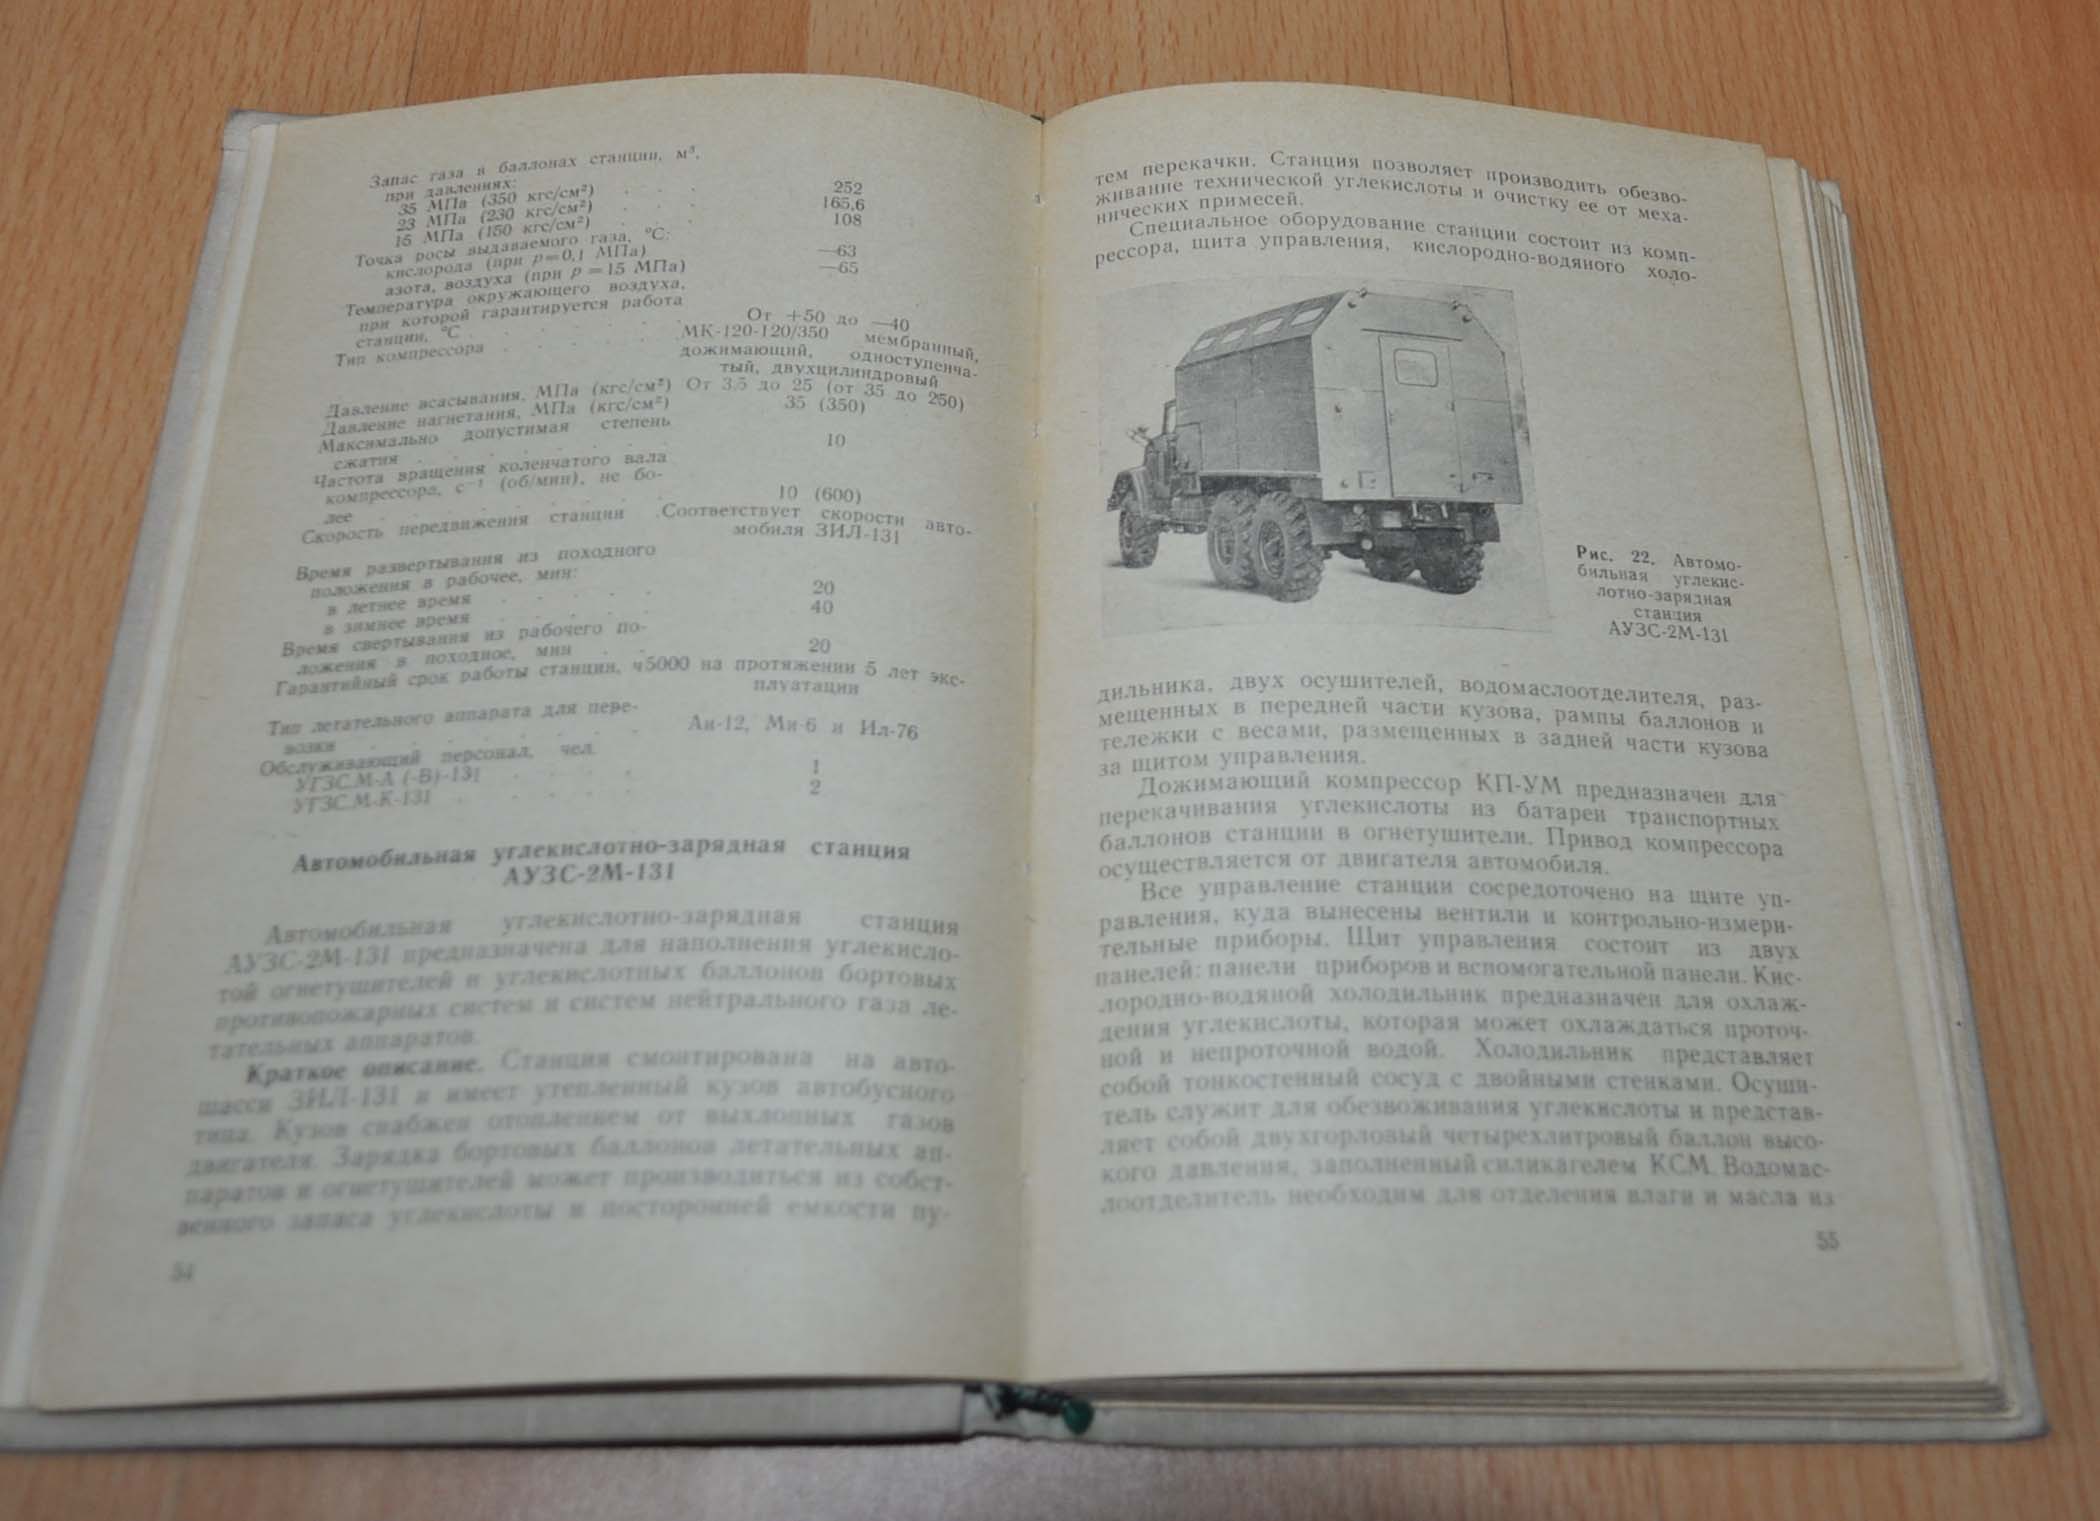 Запас газа в баллонах станции, м³,
при давлениях:
35 МПа (350 кгс/см²) . . . 252
23 МПа (230 кгс/см²) . . . 165,6
15 МПа (150 кгс/см²) . . . 108
Точка росы выдаваемого газа, °С:
кислорода (при p=0,1 МПа) —63
азота, воздуха (при p=15 МПа) —65
Температура окружающего воздуха,
при которой гарантируется работа
станции, °С . . . . . . От +50 до —40
Тип компрессора . . . . . МК-120-120/350 мембранный,
дожимающий, одноступенча-
тый, двухцилиндровый
Давление всасывания, МПа (кгс/см²) От 3,5 до 25 (от 35 до 250)
Давление нагнетания, МПа (кгс/см²) 35 (350)
Максимально допустимая степень
сжатия . . . . . . 10
Частота вращения коленчатого вала
компрессора, с⁻¹ (об/мин), не бо-
лее . . . . . . 10 (600)
Скорость передвижения станции . Соответствует скорости авто-
мобиля ЗИЛ-131
Время развертывания из походного
положения в рабочее, мин:
в летнее время . . . . . 20
в зимнее время . . . . . 40
Время свертывания из рабочего по-
ложения в походное, мин . . 20
Гарантийный срок работы станции, ч 5000 на протяжении 5 лет экс-
плуатации
Тип летательного аппарата для пере-
возки . . . . . . Ан-12, Ми-6 и Ил-76
Обслуживающий персонал, чел.
УГЗС.М-А (-В)-131 . . . . 1
УГЗС.М-К-131 . . . . . 2
Автомобильная углекислотно-зарядная станция
АУЗС-2М-131
Автомобильная углекислотно-зарядная станция
АУЗС-2М-131 предназначена для наполнения углекисло-
той огнетушителей и углекислотных баллонов бортовых
противопожарных систем и систем нейтрального газа ле-
тательных аппаратов.
Краткое описание. Станция смонтирована на авто-
шасси ЗИЛ-131 и имеет утепленный кузов автобусного
типа. Кузов снабжен отоплением от выхлопных газов
двигателя. Зарядка бортовых баллонов летательных ап-
паратов и огнетушителей может производиться из собст-
венного запаса углекислоты и посторонней емкости пу-
54
тем перекачки. Станция позволяет производить обезво-
живание технической углекислоты и очистку ее от меха-
нических примесей.
Специальное оборудование станции состоит из комп-
рессора, щита управления, кислородно-водяного холо-
Рис. 22. Автомо-
бильная углекис-
лотно-зарядная
станция
АУЗС-2М-131
дильника, двух осушителей, водомаслоотделителя, раз-
мещенных в передней части кузова, рампы баллонов и
тележки с весами, размещенных в задней части кузова
за щитом управления.
Дожимающий компрессор КП-УМ предназначен для
перекачивания углекислоты из батареи транспортных
баллонов станции в огнетушители. Привод компрессора
осуществляется от двигателя автомобиля.
Все управление станции сосредоточено на щите уп-
равления, куда вынесены вентили и контрольно-измери-
тельные приборы. Щит управления состоит из двух
панелей: панели приборов и вспомогательной панели. Кис-
лородно-водяной холодильник предназначен для охлаж-
дения углекислоты, которая может охлаждаться проточ-
ной и непроточной водой. Холодильник представляет
собой тонкостенный сосуд с двойными стенками. Осуши-
тель служит для обезвоживания углекислоты и представ-
ляет собой двухгорловый четырехлитровый баллон высо-
кого давления, заполненный силикагелем КСМ. Водомас-
лоотделитель необходим для отделения влаги и масла из
55